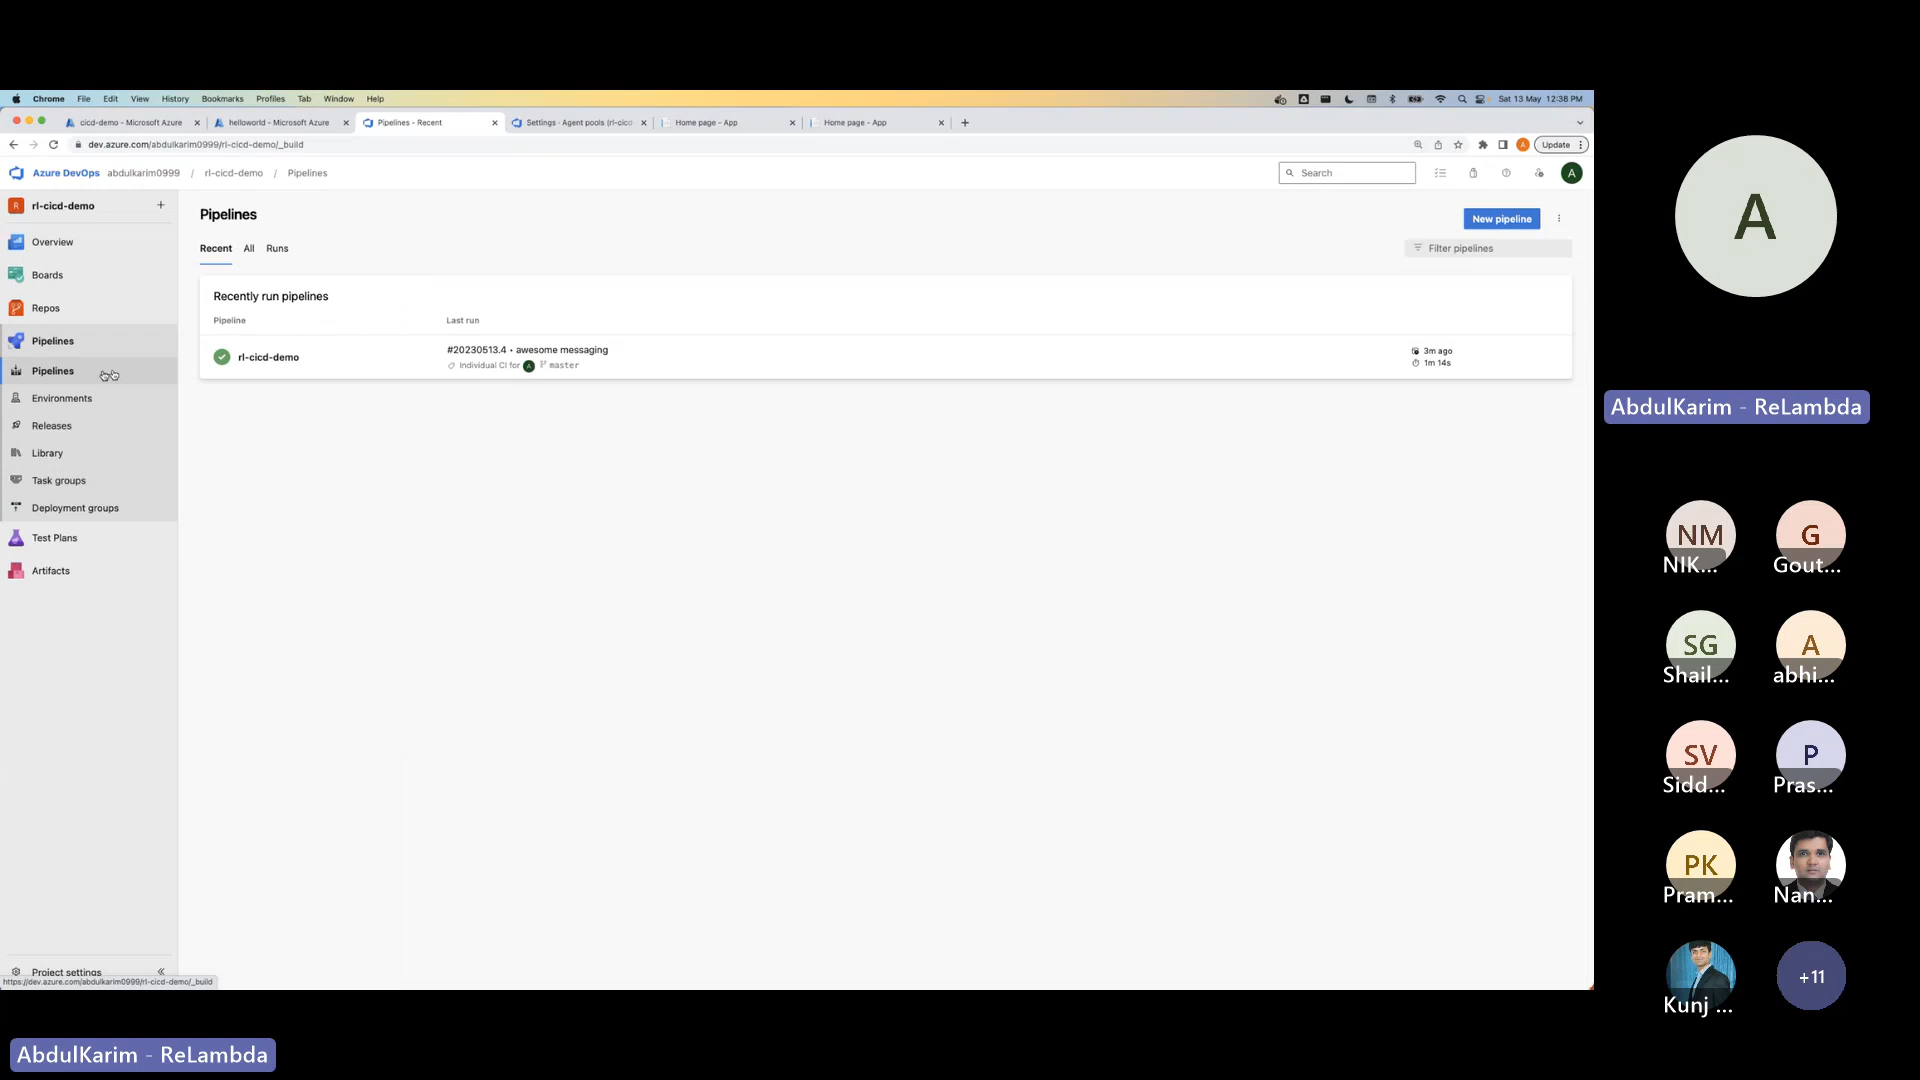 Chrome File Edit View History Bookmarks Profiles Tab Window Help
Sat 13 May 12:38 PM
cicd-demo - Microsoft Azure
helloworld - Microsoft Azure
Pipelines - Recent
Settings · Agent pools (rl-cicd
Home page - App
Home page - App
dev.azure.com/abdulkarim0999/rl-cicd-demo/_build
A
Update
Azure DevOps abdulkarim0999 / rl-cicd-demo / Pipelines
Search
A
R rl-cicd-demo
Overview
Boards
Repos
Pipelines
Pipelines
Environments
Releases
Library
Task groups
Deployment groups
Test Plans
Artifacts
Project settings
https://dev.azure.com/abdulkarim0999/rl-cicd-demo/_build
Pipelines
New pipeline
Recent All Runs
Filter pipelines
Recently run pipelines
Pipeline Last run
rl-cicd-demo
#20230513.4 • awesome messaging
Individual CI for A master
3m ago
1m 14s
A
AbdulKarim - ReLambda
NM
NIK...
G
Gout...
SG
Shail...
A
abhi...
SV
Sidd...
P
Pras...
PK
Pram...
Nan...
Kunj ...
+11
AbdulKarim - ReLambda